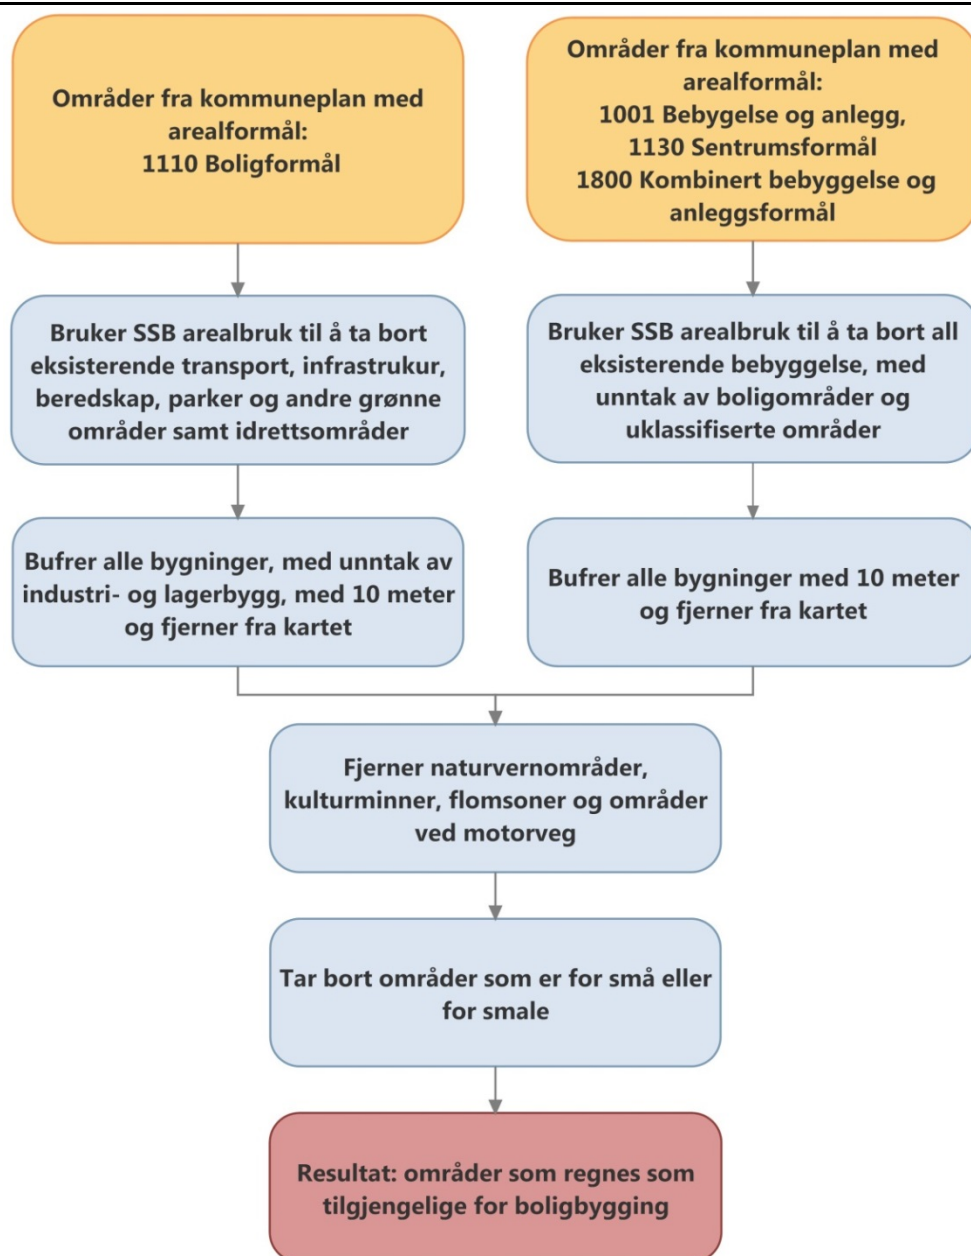 Områder fra kommuneplan med
arealformål:
1110 Boligformål
Områder fra kommuneplan med
arealformål:
1001 Bebygelse og anlegg,
1130 Sentrumsformål
1800 Kombinert bebyggelse og
anleggsformål
Bruker SSB arealbruk til å ta bort
eksisterende transport, infrastrukur,
beredskap, parker og andre grønne
områder samt idrettsområder
Bruker SSB arealbruk til å ta bort all
eksisterende bebyggelse, med
unntak av boligområder og
uklassifiserte områder
Bufrer alle bygninger, med unntak av
industri- og lagerbygg, med 10 meter
og fjerner fra kartet
Bufrer alle bygninger med 10 meter
og fjerner fra kartet
Fjerner naturvernområder,
kulturminner, flomsoner og områder
ved motorveg
Tar bort områder som er for små eller
for smale
Resultat: områder som regnes som
tilgjengelige for boligbygging